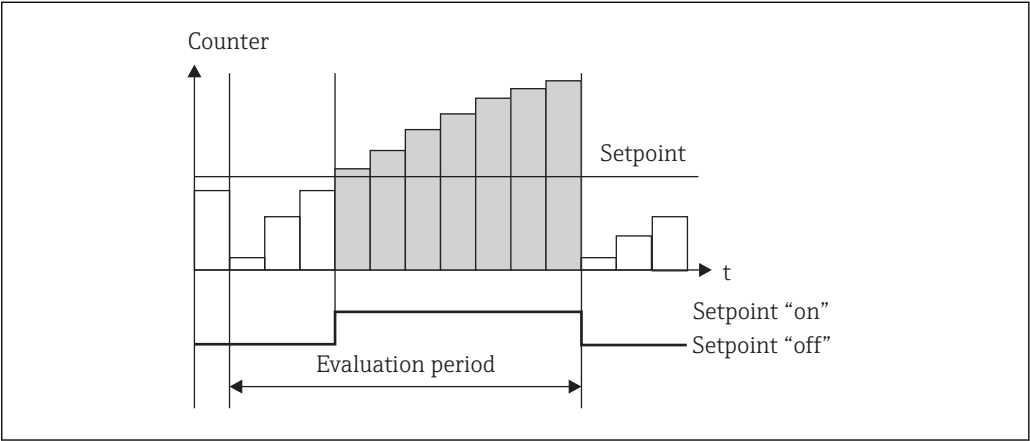 Counter
Setpoint
t
Setpoint “on”
Setpoint “off”
Evaluation period